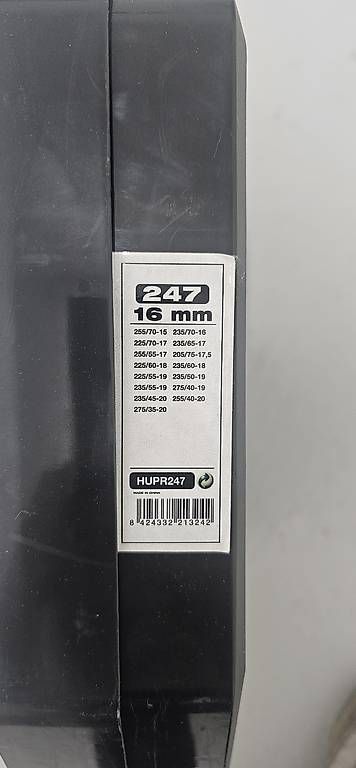 247
16 mm
255/70-15 235/70-16
225/70-17 235/65-17
255/55-17 205/75-17,5
225/60-18 235/60-18
225/55-19 235/50-19
235/55-19 275/40-19
235/45-20 255/40-20
275/35-20
HUPR247
MADE IN CHINA
8 424332 213242